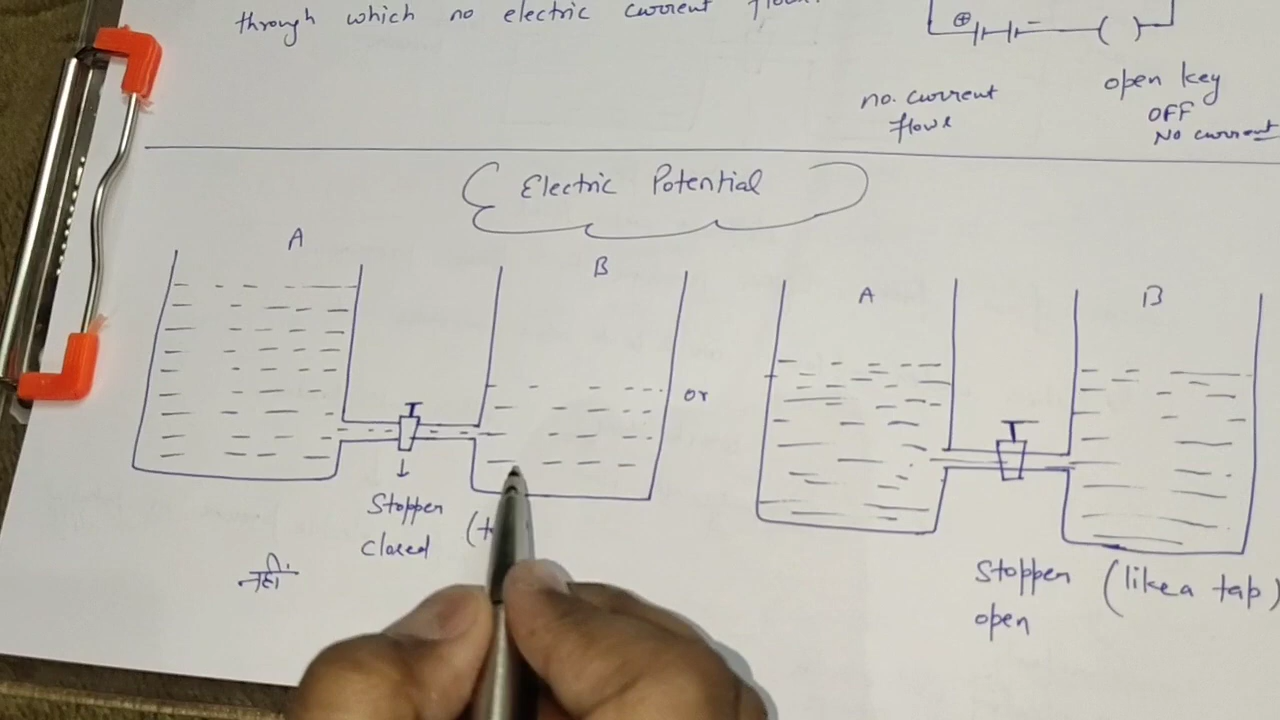 through which no electric current
⊕ -
no. current
flows
open key
OFF
No current
Electric Potential
A
B
or
A
B
Stopper
closed
नहीं
Stopper (like a tap)
open